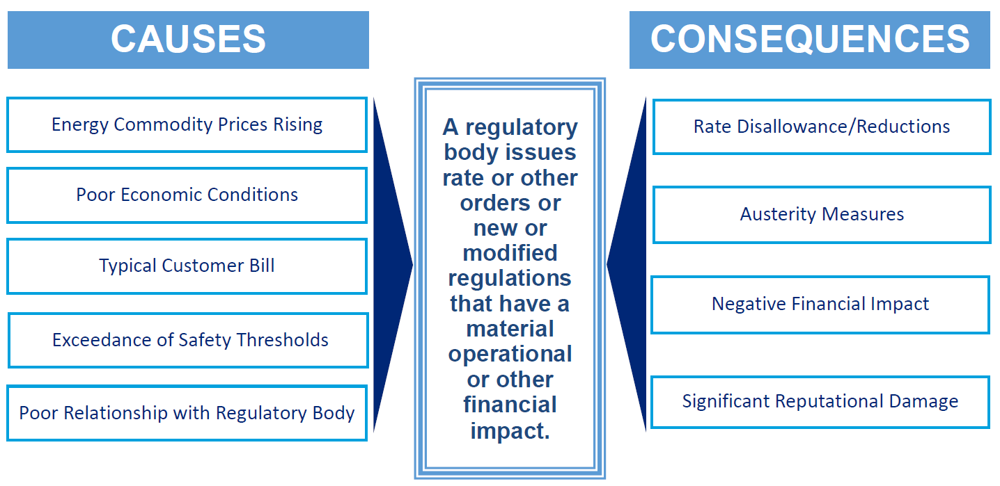 CAUSES
Energy Commodity Prices Rising
Poor Economic Conditions
Typical Customer Bill
Exceedance of Safety Thresholds
Poor Relationship with Regulatory Body
A regulatory
body issues
rate or other
orders or
new or
modified
regulations
that have a
material
operational
or other
financial
impact.
CONSEQUENCES
Rate Disallowance/Reductions
Austerity Measures
Negative Financial Impact
Significant Reputational Damage